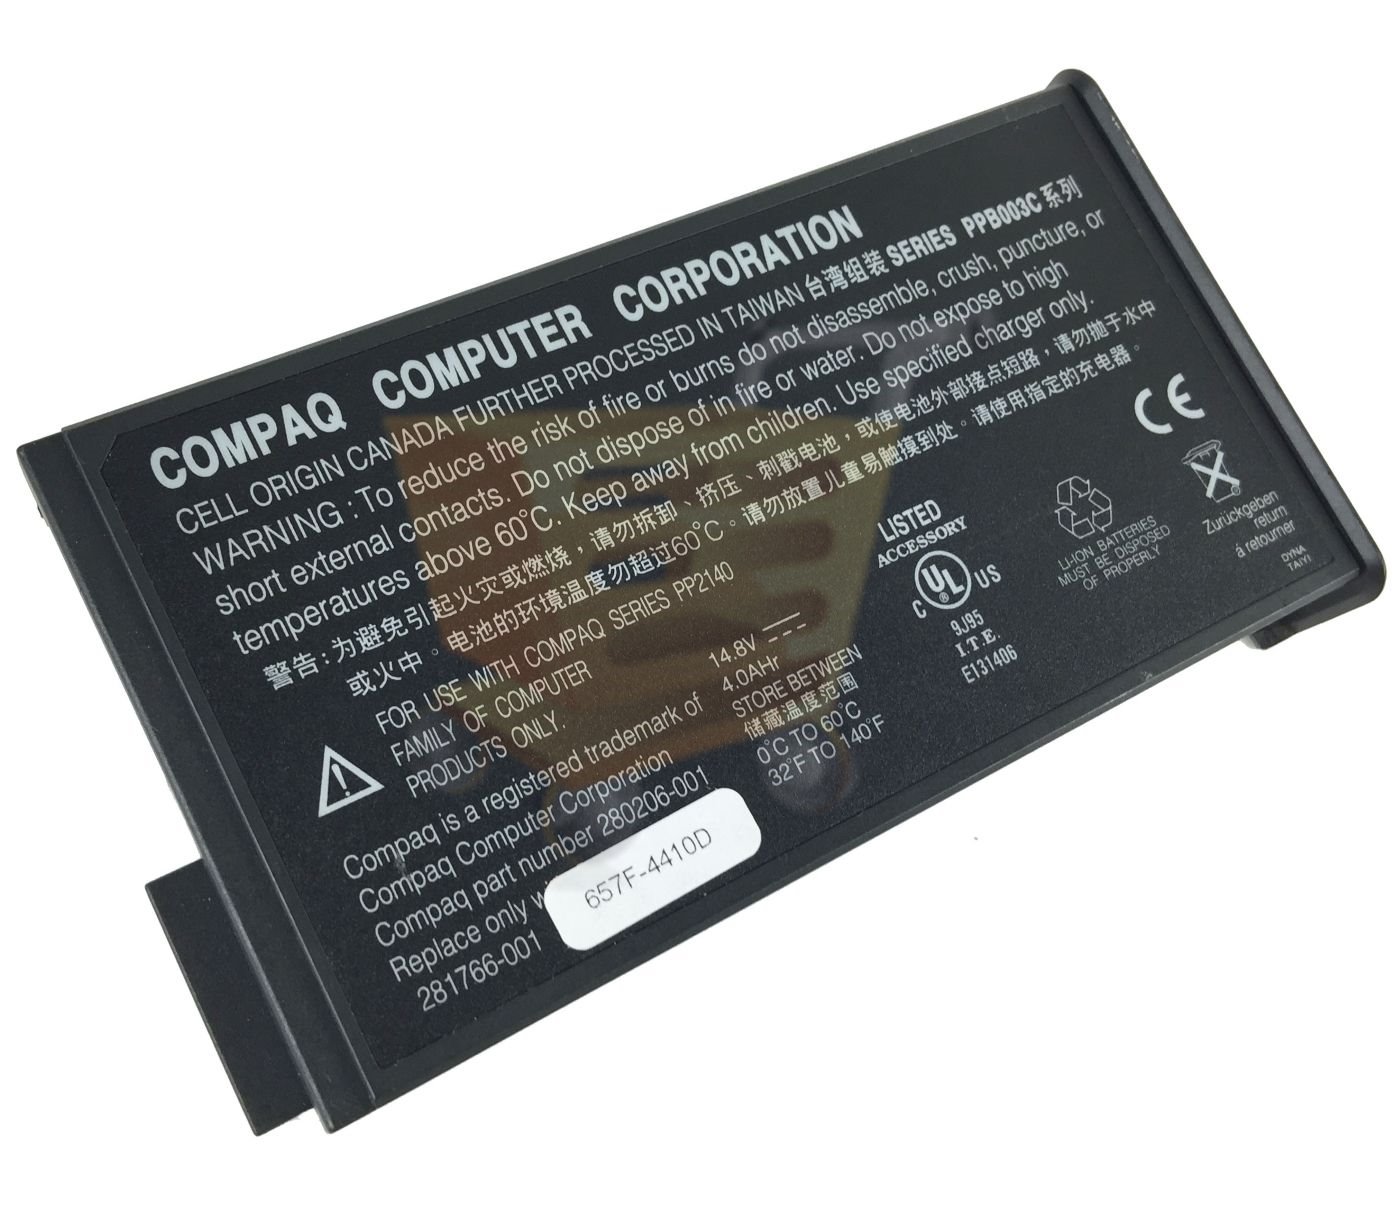 COMPAQ COMPUTER CORPORATION
CELL ORIGIN CANADA FURTHER PROCESSED IN TAIWAN 台湾组装 SERIES PPB003C 系列
WARNING : To reduce the risk of fire or burns do not disassemble, crush, puncture, or
short external contacts. Do not dispose of in fire or water. Do not expose to high
temperatures above 60°C. Keep away from children. Use specified charger only.
警告：为避免引起火灾或燃烧，请勿拆卸、挤压、刺戳电池，或使电池外部接点短路，请勿抛于水中
或火中。电池的环境温度勿超过60°C。请勿放置儿童易触摸到处。请使用指定的充电器。
FOR USE WITH COMPAQ SERIES PP2140
FAMILY OF COMPUTER
PRODUCTS ONLY.
14.8V
4.0AHr
STORE BETWEEN
储藏温度范围
0°C TO 60°C
32°F TO 140°F
Compaq is a registered trademark of
Compaq Computer Corporation
Compaq part number 280206-001
Replace only
281766-001
657F-4410D
LISTED
ACCESSORY
C UL ® US
9J95
I.T.E.
E131406
LI-ION BATTERIES
MUST BE DISPOSED
OF PROPERLY
CE
Zurückgeben
return
á retourner
DYNA
TAIYI